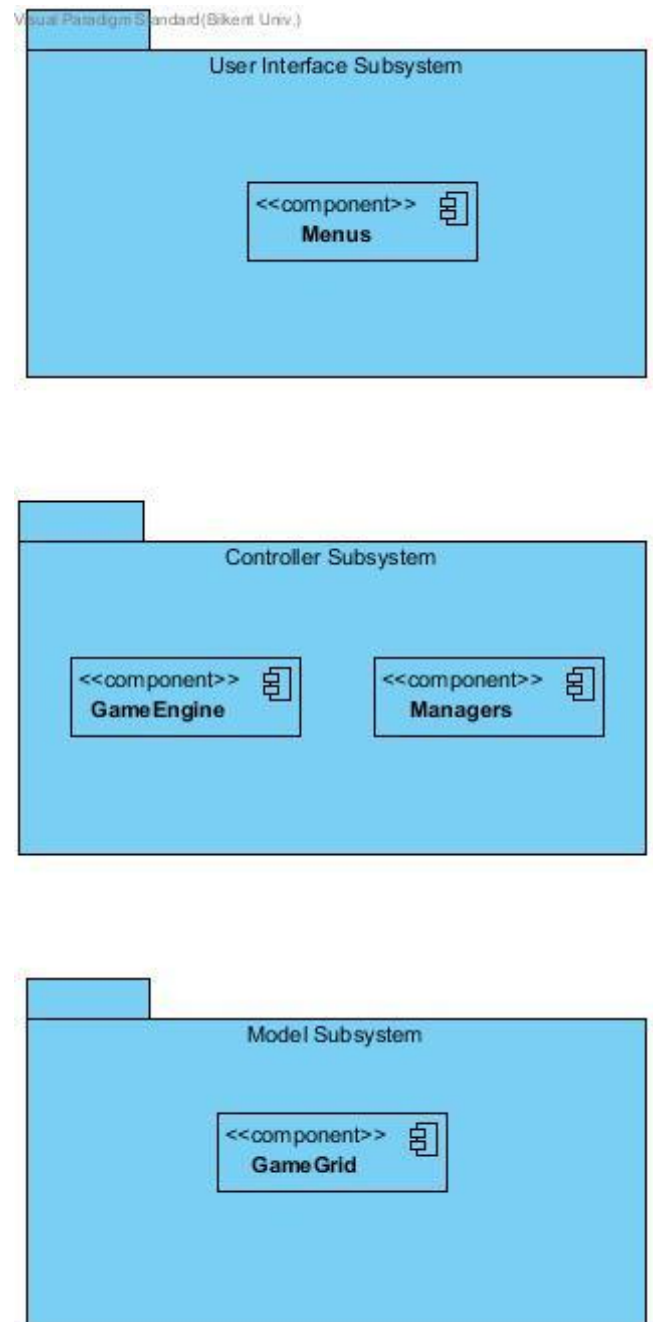 Visual Paradigm Standard(Bilkent Univ.)
User Interface Subsystem
<<component>>
Menus
Controller Subsystem
<<component>>
GameEngine
<<component>>
Managers
Model Subsystem
<<component>>
GameGrid